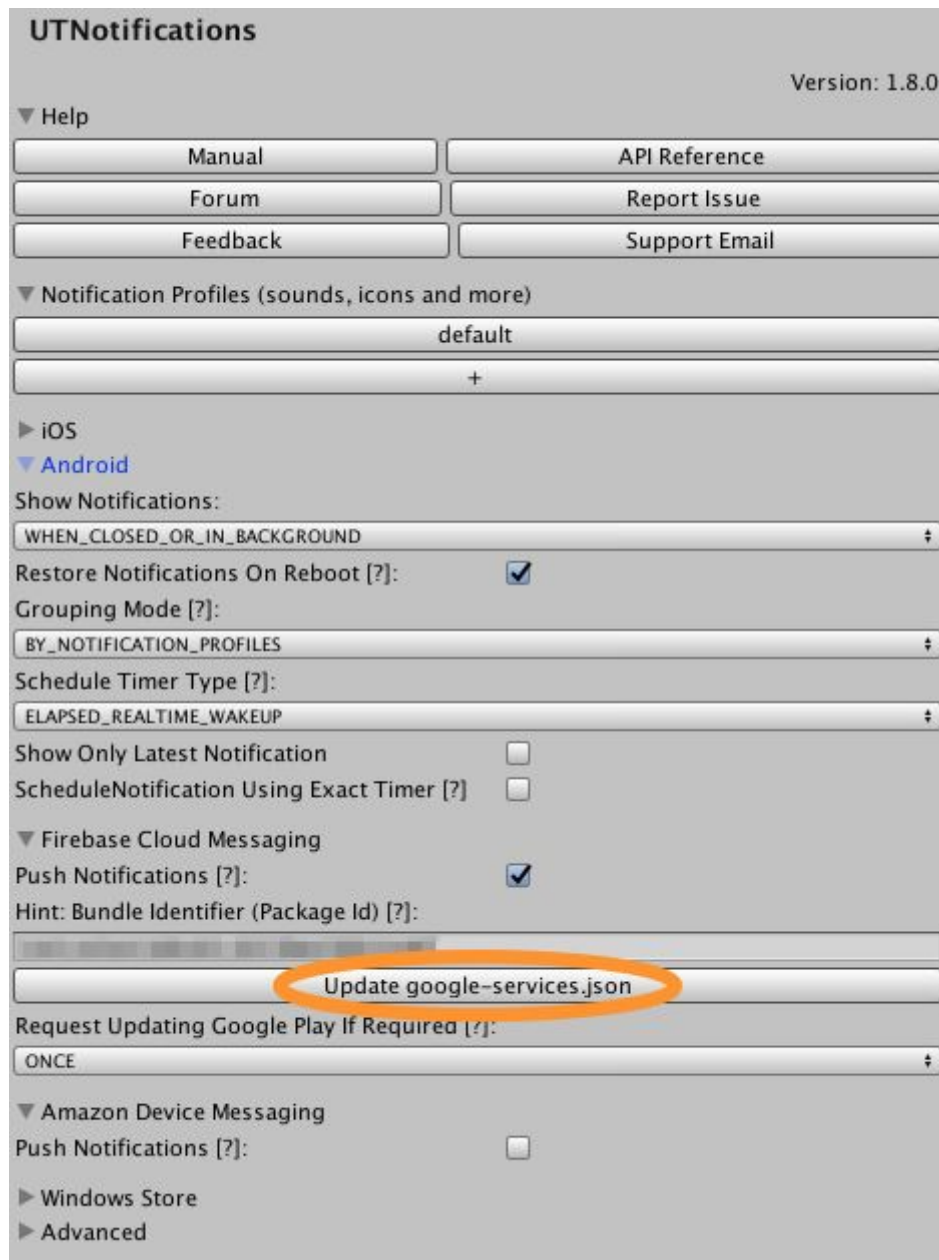 UTNotifications
Version: 1.8.0
Help
Manual API Reference
Forum Report Issue
Feedback Support Email
Notification Profiles (sounds, icons and more)
default
+
iOS
Android
Show Notifications:
WHEN_CLOSED_OR_IN_BACKGROUND
Restore Notifications On Reboot [?]:
Grouping Mode [?]:
BY_NOTIFICATION_PROFILES
Schedule Timer Type [?]:
ELAPSED_REALTIME_WAKEUP
Show Only Latest Notification
ScheduleNotification Using Exact Timer [?]
Firebase Cloud Messaging
Push Notifications [?]:
Hint: Bundle Identifier (Package Id) [?]:
Update google-services.json
Request Updating Google Play If Required [?]:
ONCE
Amazon Device Messaging
Push Notifications [?]:
Windows Store
Advanced